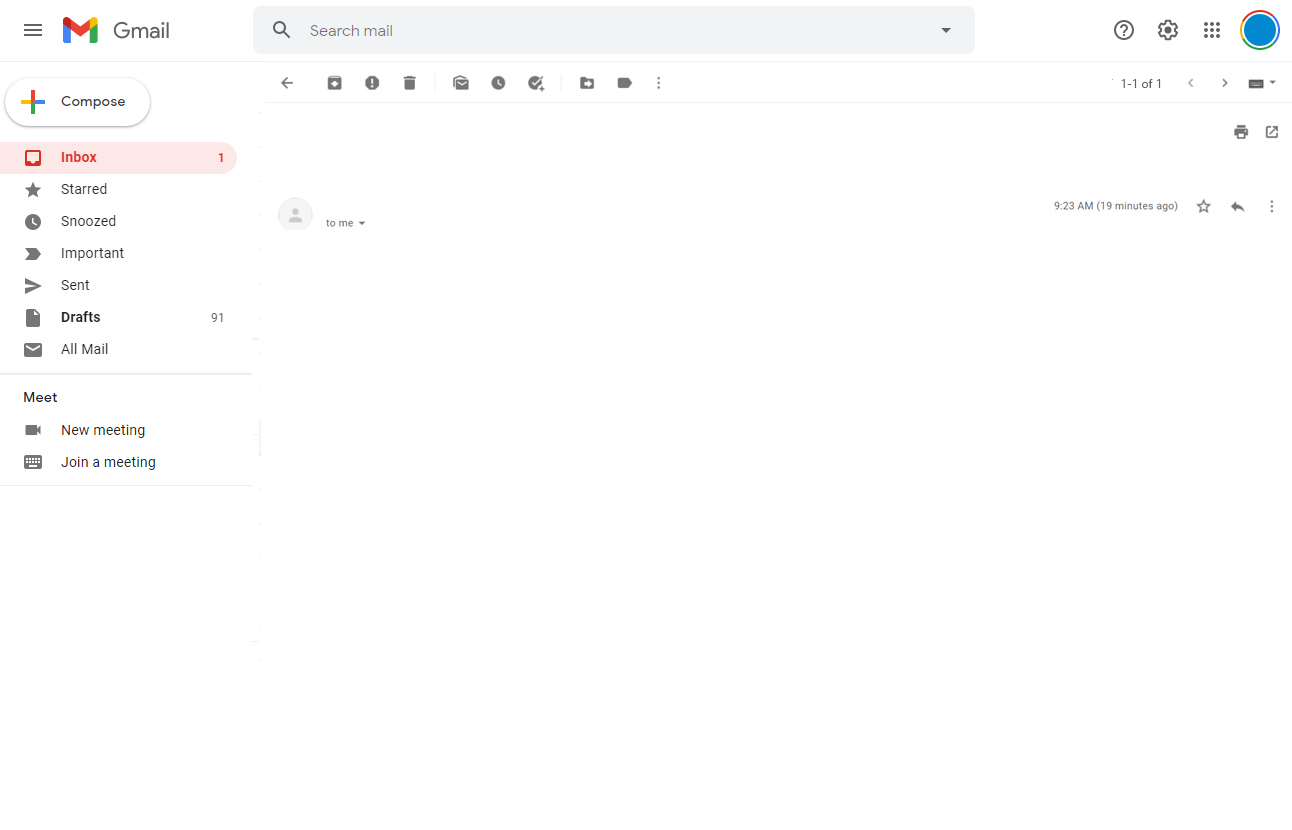 Gmail
Search mail
Compose
1-1 of 1
Inbox 1
Starred
Snoozed
Important
Sent
Drafts 91
All Mail
Meet
New meeting
Join a meeting
9:23 AM (19 minutes ago)
to me